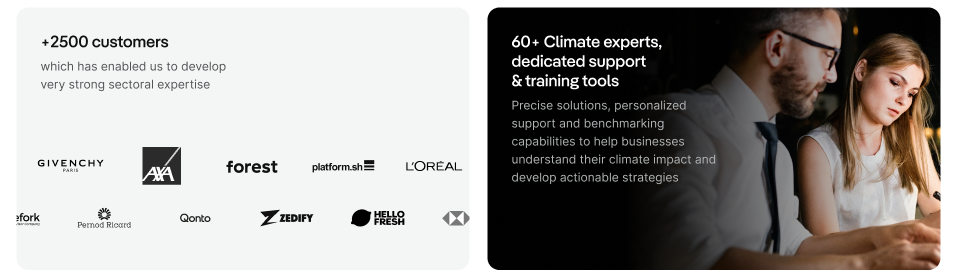 +2500 customers
which has enabled us to develop
very strong sectoral expertise
GIVENCHY
PARIS
AXA
forest
platform.sh
L'ORÉAL
efork
Pernod Ricard
Qonto
ZEDIFY
HELLO
FRESH
60+ Climate experts,
dedicated support
& training tools
Precise solutions, personalized
support and benchmarking
capabilities to help businesses
understand their climate impact and
develop actionable strategies